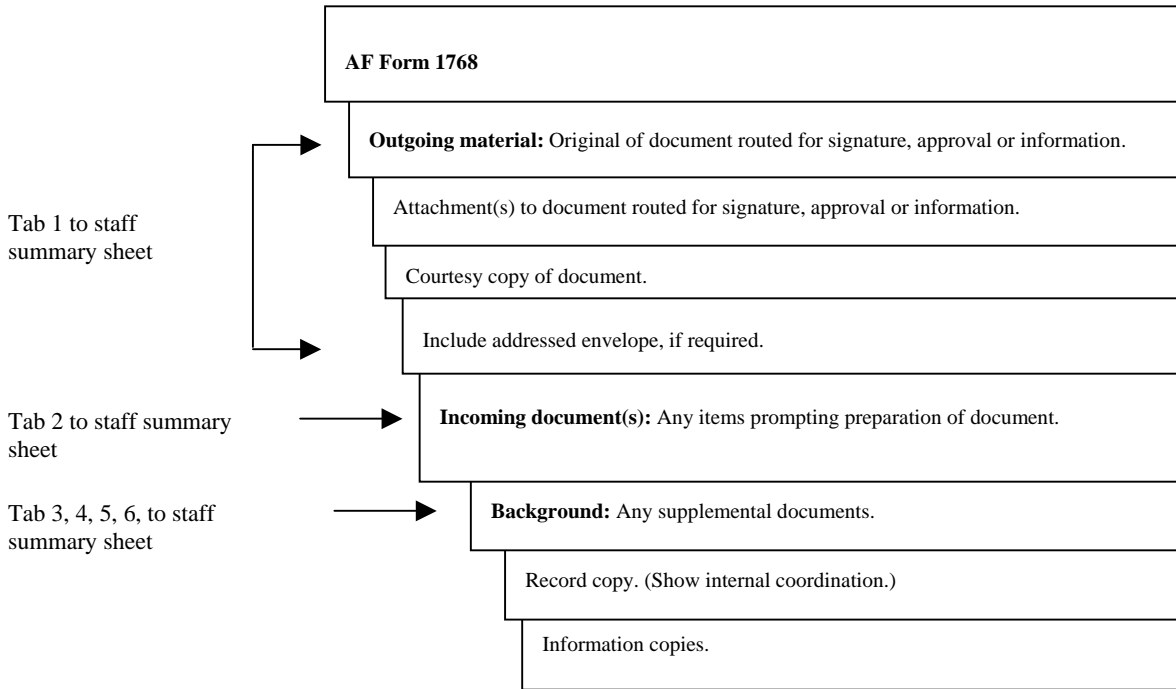 AF Form 1768
Outgoing material: Original of document routed for signature, approval or information.
Attachment(s) to document routed for signature, approval or information.
Tab 1 to staff
summary sheet
Courtesy copy of document.
Include addressed envelope, if required.
Tab 2 to staff summary
sheet
Incoming document(s): Any items prompting preparation of document.
Tab 3, 4, 5, 6, to staff
summary sheet
Background: Any supplemental documents.
Record copy. (Show internal coordination.)
Information copies.